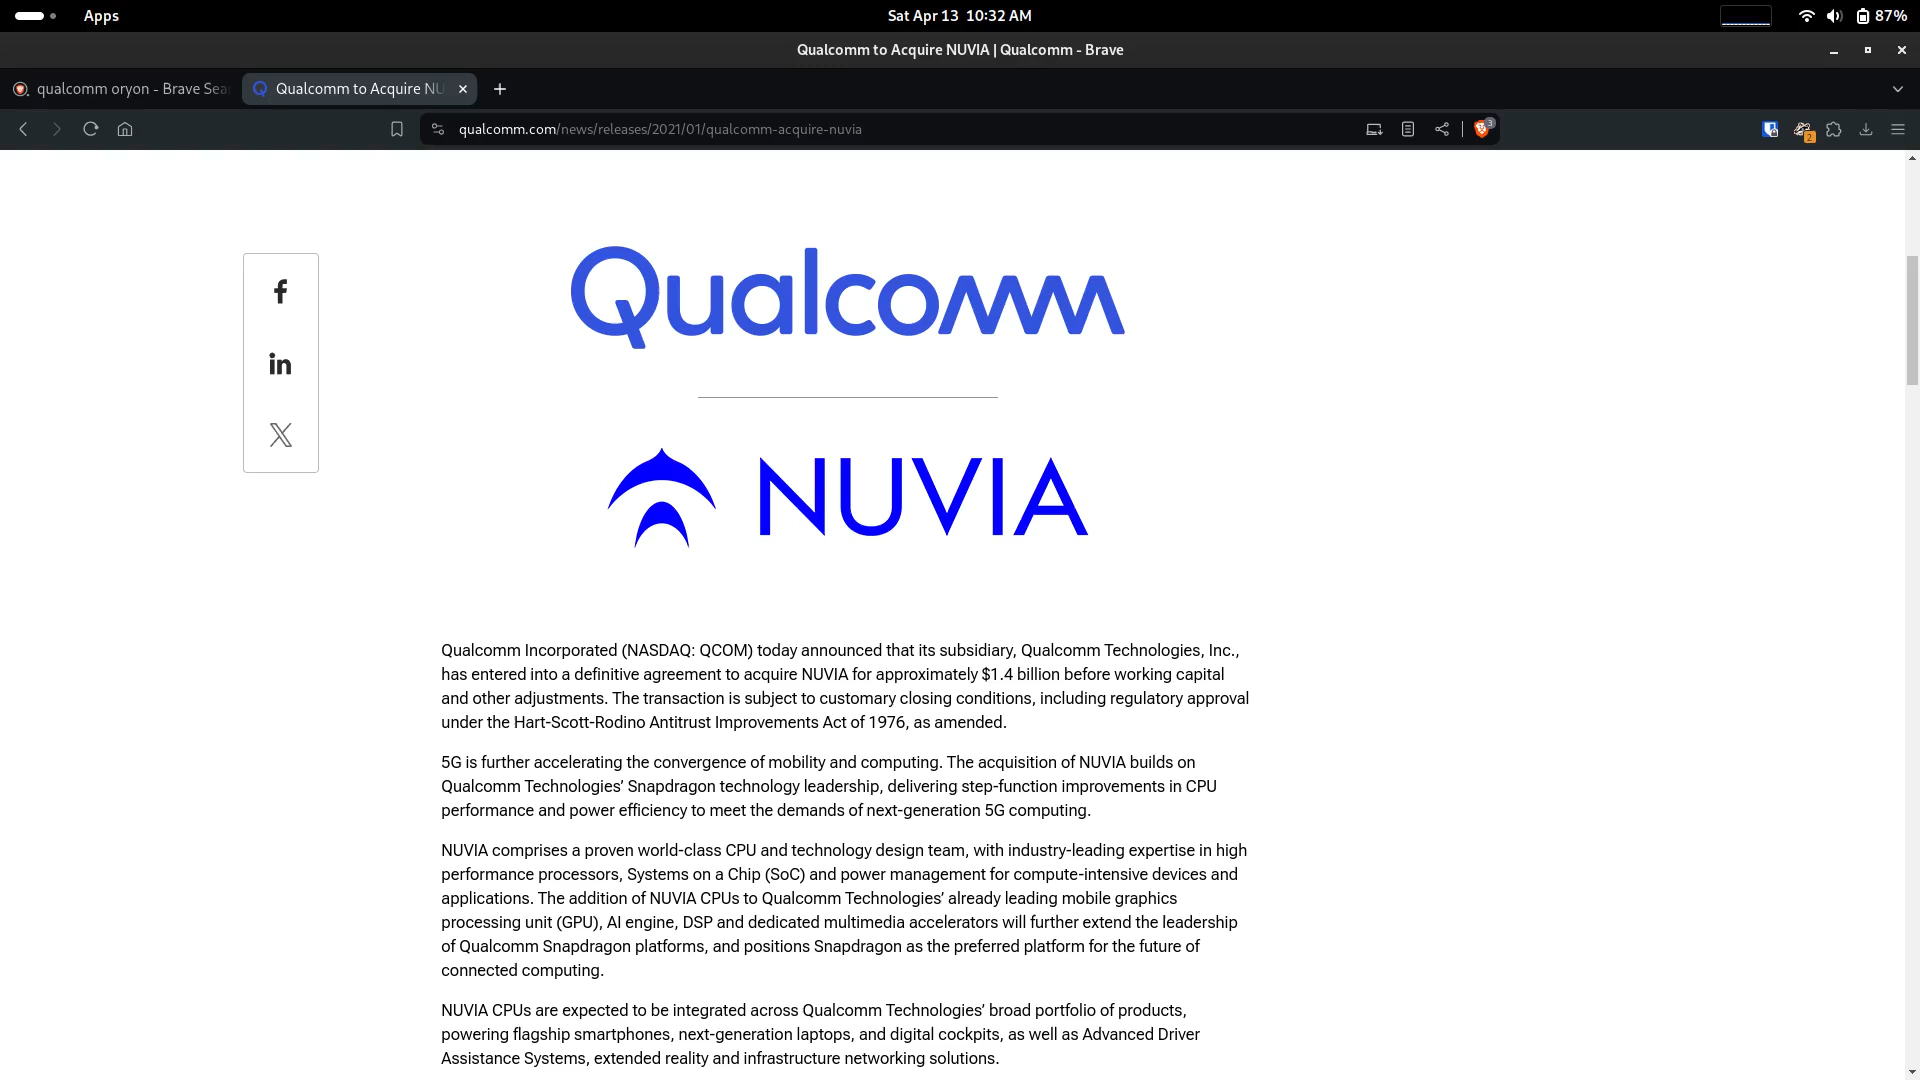 Apps
Sat Apr 13 10:32 AM
87%
Qualcomm to Acquire NUVIA | Qualcomm - Brave
qualcomm oryon - Brave Sea
Qualcomm to Acquire NU
qualcomm.com/news/releases/2021/01/qualcomm-acquire-nuvia
3
2
Qualcomm
NUVIA
Qualcomm Incorporated (NASDAQ: QCOM) today announced that its subsidiary, Qualcomm Technologies, Inc.,
has entered into a definitive agreement to acquire NUVIA for approximately $1.4 billion before working capital
and other adjustments. The transaction is subject to customary closing conditions, including regulatory approval
under the Hart-Scott-Rodino Antitrust Improvements Act of 1976, as amended.
5G is further accelerating the convergence of mobility and computing. The acquisition of NUVIA builds on
Qualcomm Technologies’ Snapdragon technology leadership, delivering step-function improvements in CPU
performance and power efficiency to meet the demands of next-generation 5G computing.
NUVIA comprises a proven world-class CPU and technology design team, with industry-leading expertise in high
performance processors, Systems on a Chip (SoC) and power management for compute-intensive devices and
applications. The addition of NUVIA CPUs to Qualcomm Technologies’ already leading mobile graphics
processing unit (GPU), AI engine, DSP and dedicated multimedia accelerators will further extend the leadership
of Qualcomm Snapdragon platforms, and positions Snapdragon as the preferred platform for the future of
connected computing.
NUVIA CPUs are expected to be integrated across Qualcomm Technologies’ broad portfolio of products,
powering flagship smartphones, next-generation laptops, and digital cockpits, as well as Advanced Driver
Assistance Systems, extended reality and infrastructure networking solutions.